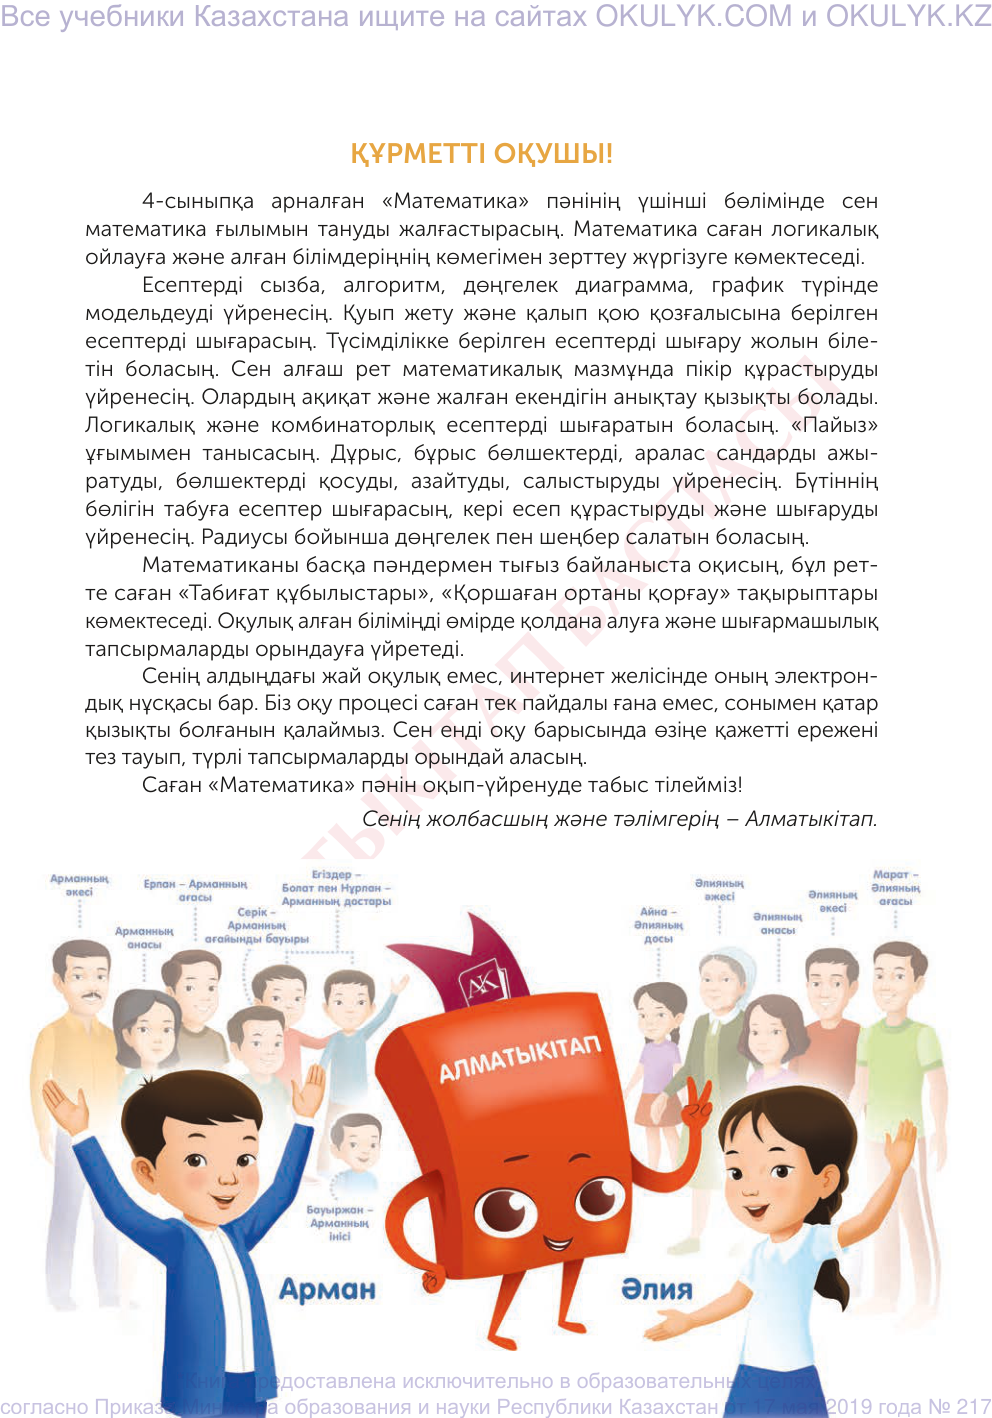 Все учебники Казахстана ищите на сайтах OKULYK.COM и OKULYK.KZ
ҚҰРМЕТТІ ОҚУШЫ!
4-сыныпқа арналған «Математика» пәнінің үшінші бөлімінде сен
математика ғылымын тануды жалғастырасың. Математика саған логикалық
ойлауға және алған білімдеріңнің көмегімен зерттеу жүргізуге көмектеседі.
Есептерді сызба, алгоритм, дөңгелек диаграмма, график түрінде
модельдеуді үйренесің. Қуып жету және қалып қою қозғалысына берілген
есептерді шығарасың. Түсімділікке берілген есептерді шығару жолын біле-
тін боласың. Сен алғаш рет математикалық мазмұнда пікір құрастыруды
үйренесің. Олардың ақиқат және жалған екендігін анықтау қызықты болады.
Логикалық және комбинаторлық есептерді шығаратын боласың. «Пайыз»
ұғымымен танысасың. Дұрыс, бұрыс бөлшектерді, аралас сандарды ажы-
ратуды, бөлшектерді қосуды, азайтуды, салыстыруды үйренесің. Бүтіннің
бөлігін табуға есептер шығарасың, кері есеп құрастыруды және шығаруды
үйренесің. Радиусы бойынша дөңгелек пен шеңбер салатын боласың.
Математиканы басқа пәндермен тығыз байланыста оқисың, бұл рет-
те саған «Табиғат құбылыстары», «Қоршаған ортаны қорғау» тақырыптары
көмектеседі. Оқулық алған біліміңді өмірде қолдана алуға және шығармашылық
тапсырмаларды орындауға үйретеді.
Сенің алдыңдағы жай оқулық емес, интернет желісінде оның электрон-
дық нұсқасы бар. Біз оқу процесі саған тек пайдалы ғана емес, сонымен қатар
қызықты болғанын қалаймыз. Сен енді оқу барысында өзіңе қажетті ережені
тез тауып, түрлі тапсырмаларды орындай аласың.
Саған «Математика» пәнін оқып-үйренуде табыс тілейміз!
Сенің жолбасшың және тәлімгерің – Алматыкітап.
ТЫКІТАП БАСПАСЫ
Арманның
әкесі
Ерлан – Арманның
ағасы
Егіздер –
Болат пен Нұрлан –
Арманның достары
Арманның
анасы
Серік –
Арманның
ағайынды бауыры
Айна –
Әлияның
досы
Әлияның
әжесі
Әлияның
анасы
Әлияның
әкесі
Марат –
Әлияның
ағасы
АК
АЛМАТЫКІТАП
Бауыржан –
Арманның
інісі
Арман
Әлия
предоставлена исключительно в образовательных целях
согласно Приказа образования и науки Республики Казахстан от 17 мая 2019 года № 217